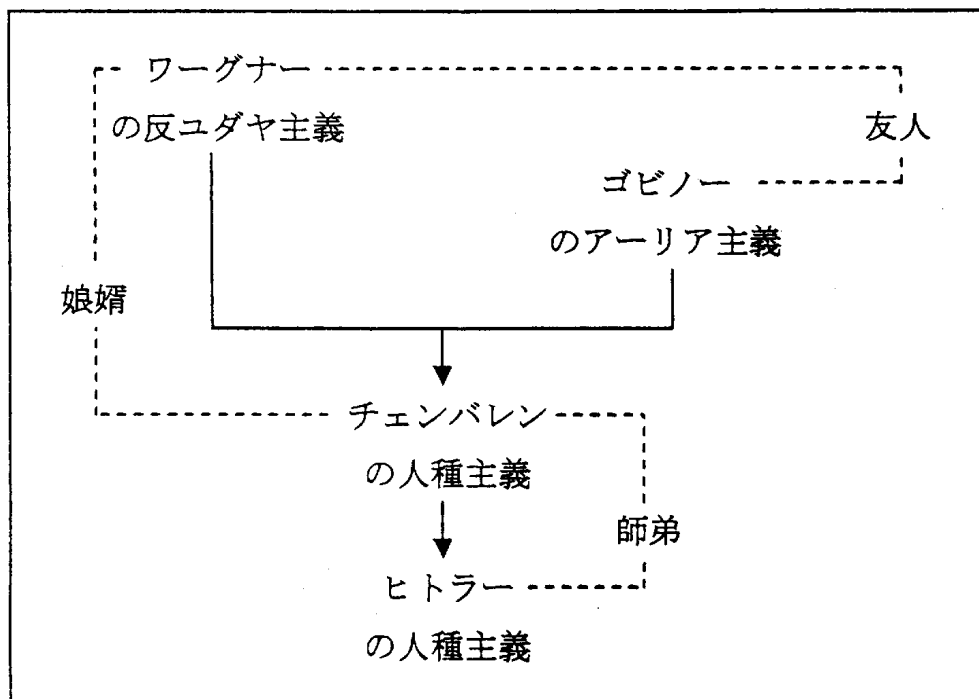 ワーグナー
の反ユダヤ主義
友人
ゴビノー
のアーリア主義
娘婿
チェンバレン
の人種主義
師弟
ヒトラー
の人種主義